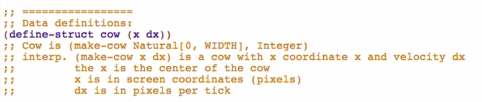 ;; =================
;; Data definitions:
(define-struct cow (x dx))
;; Cow is (make-cow Natural[0, WIDTH], Integer)
;; interp. (make-cow x dx) is a cow with x coordinate x and velocity dx
;;         the x is the center of the cow
;;         x is in screen coordinates (pixels)
;;         dx is in pixels per tick